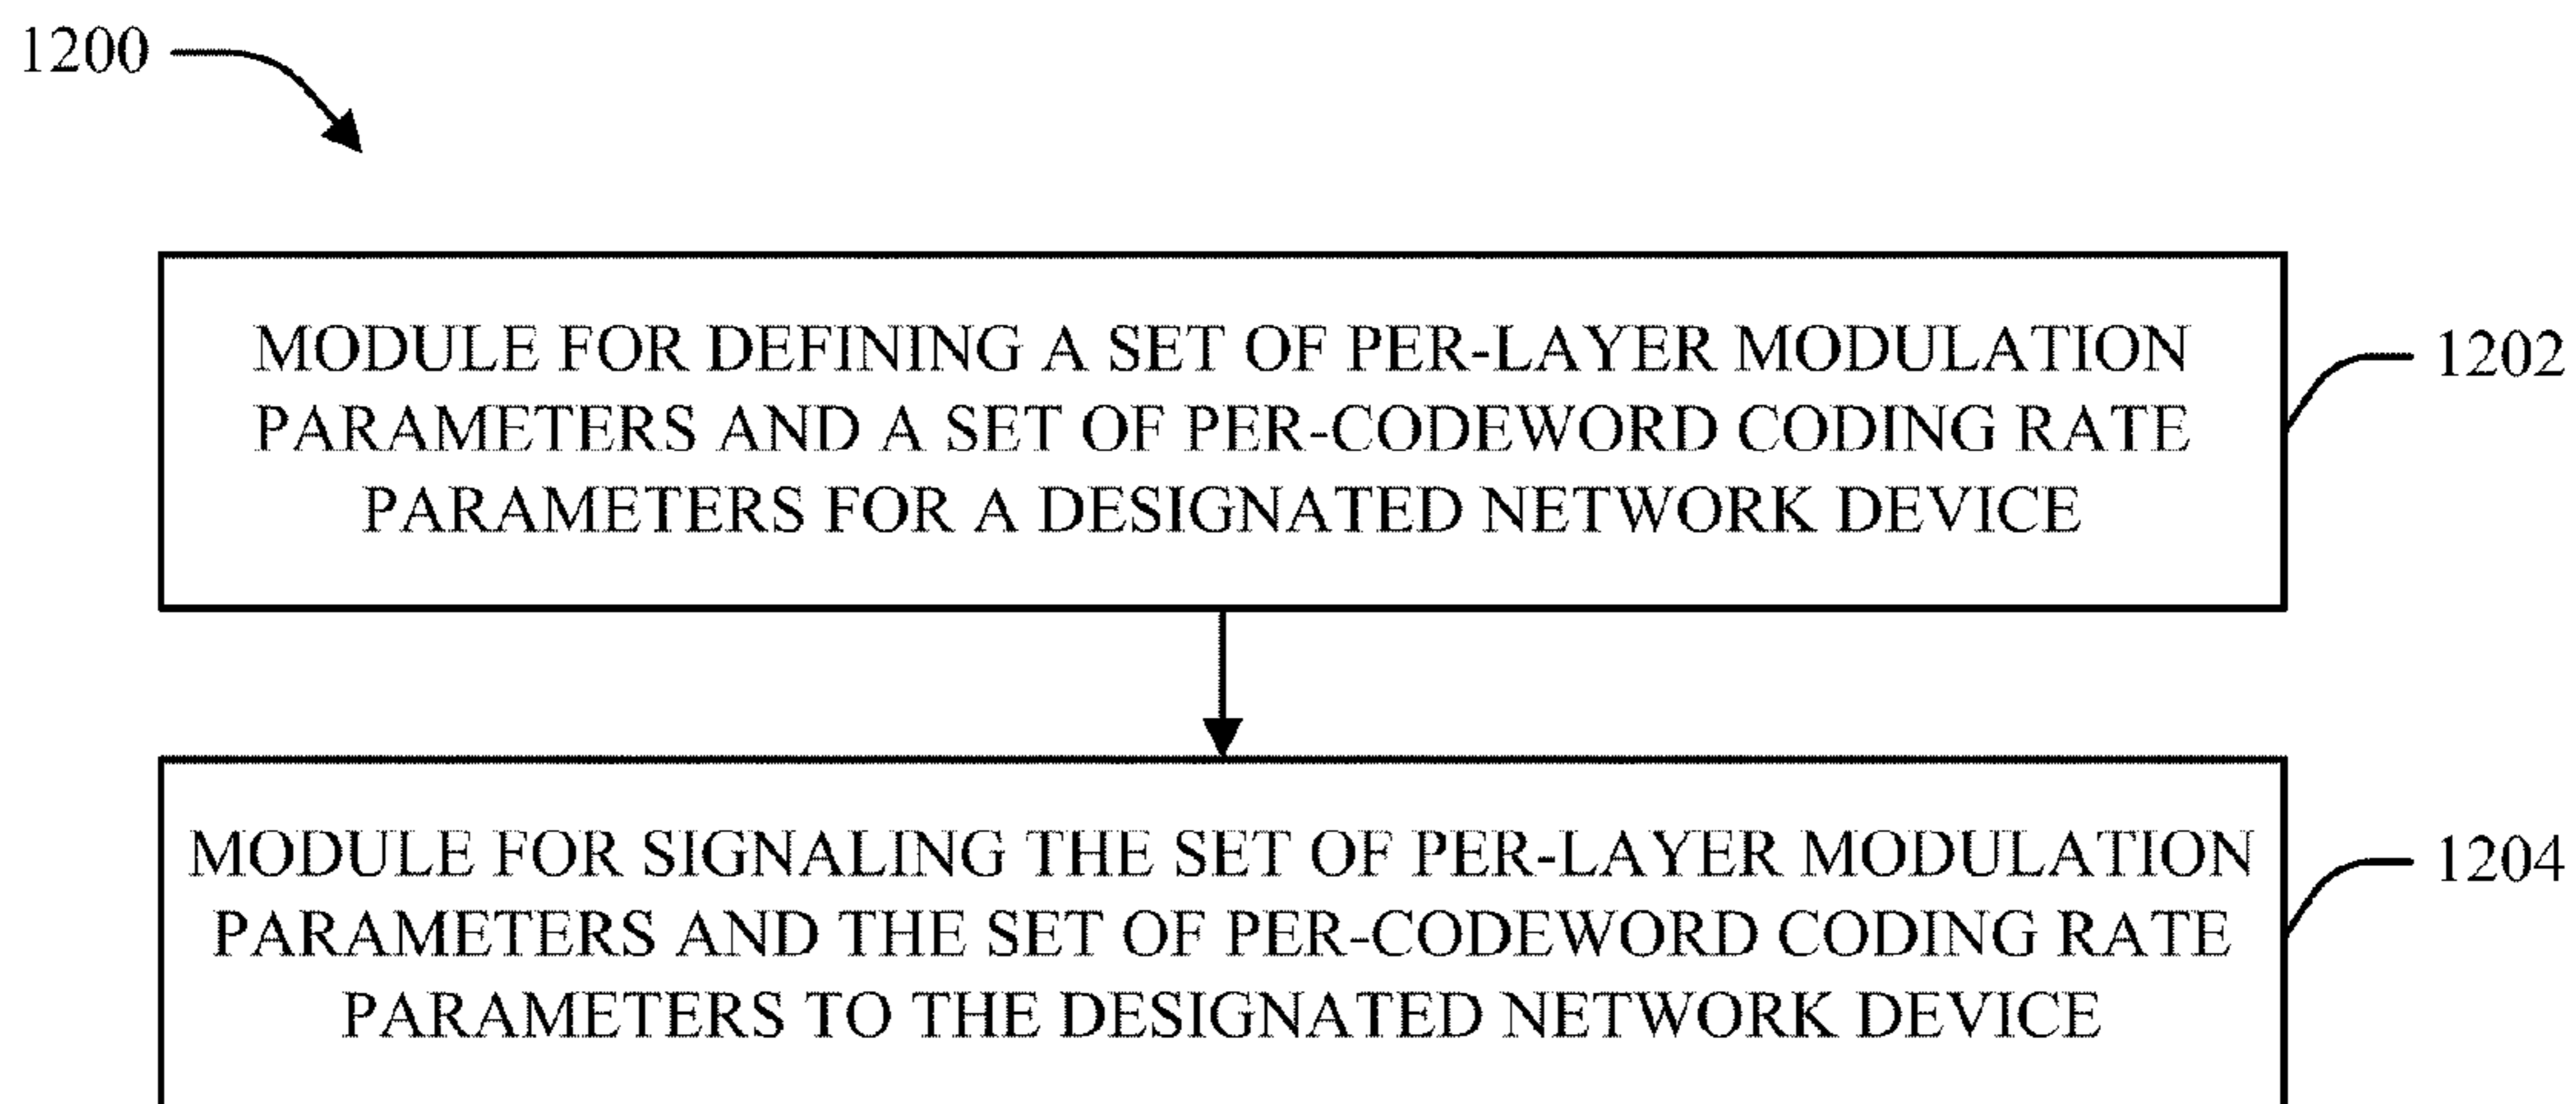 1200
MODULE FOR DEFINING A SET OF PER-LAYER MODULATION
PARAMETERS AND A SET OF PER-CODEWORD CODING RATE
PARAMETERS FOR A DESIGNATED NETWORK DEVICE
1202
MODULE FOR SIGNALING THE SET OF PER-LAYER MODULATION
PARAMETERS AND THE SET OF PER-CODEWORD CODING RATE
PARAMETERS TO THE DESIGNATED NETWORK DEVICE
1204